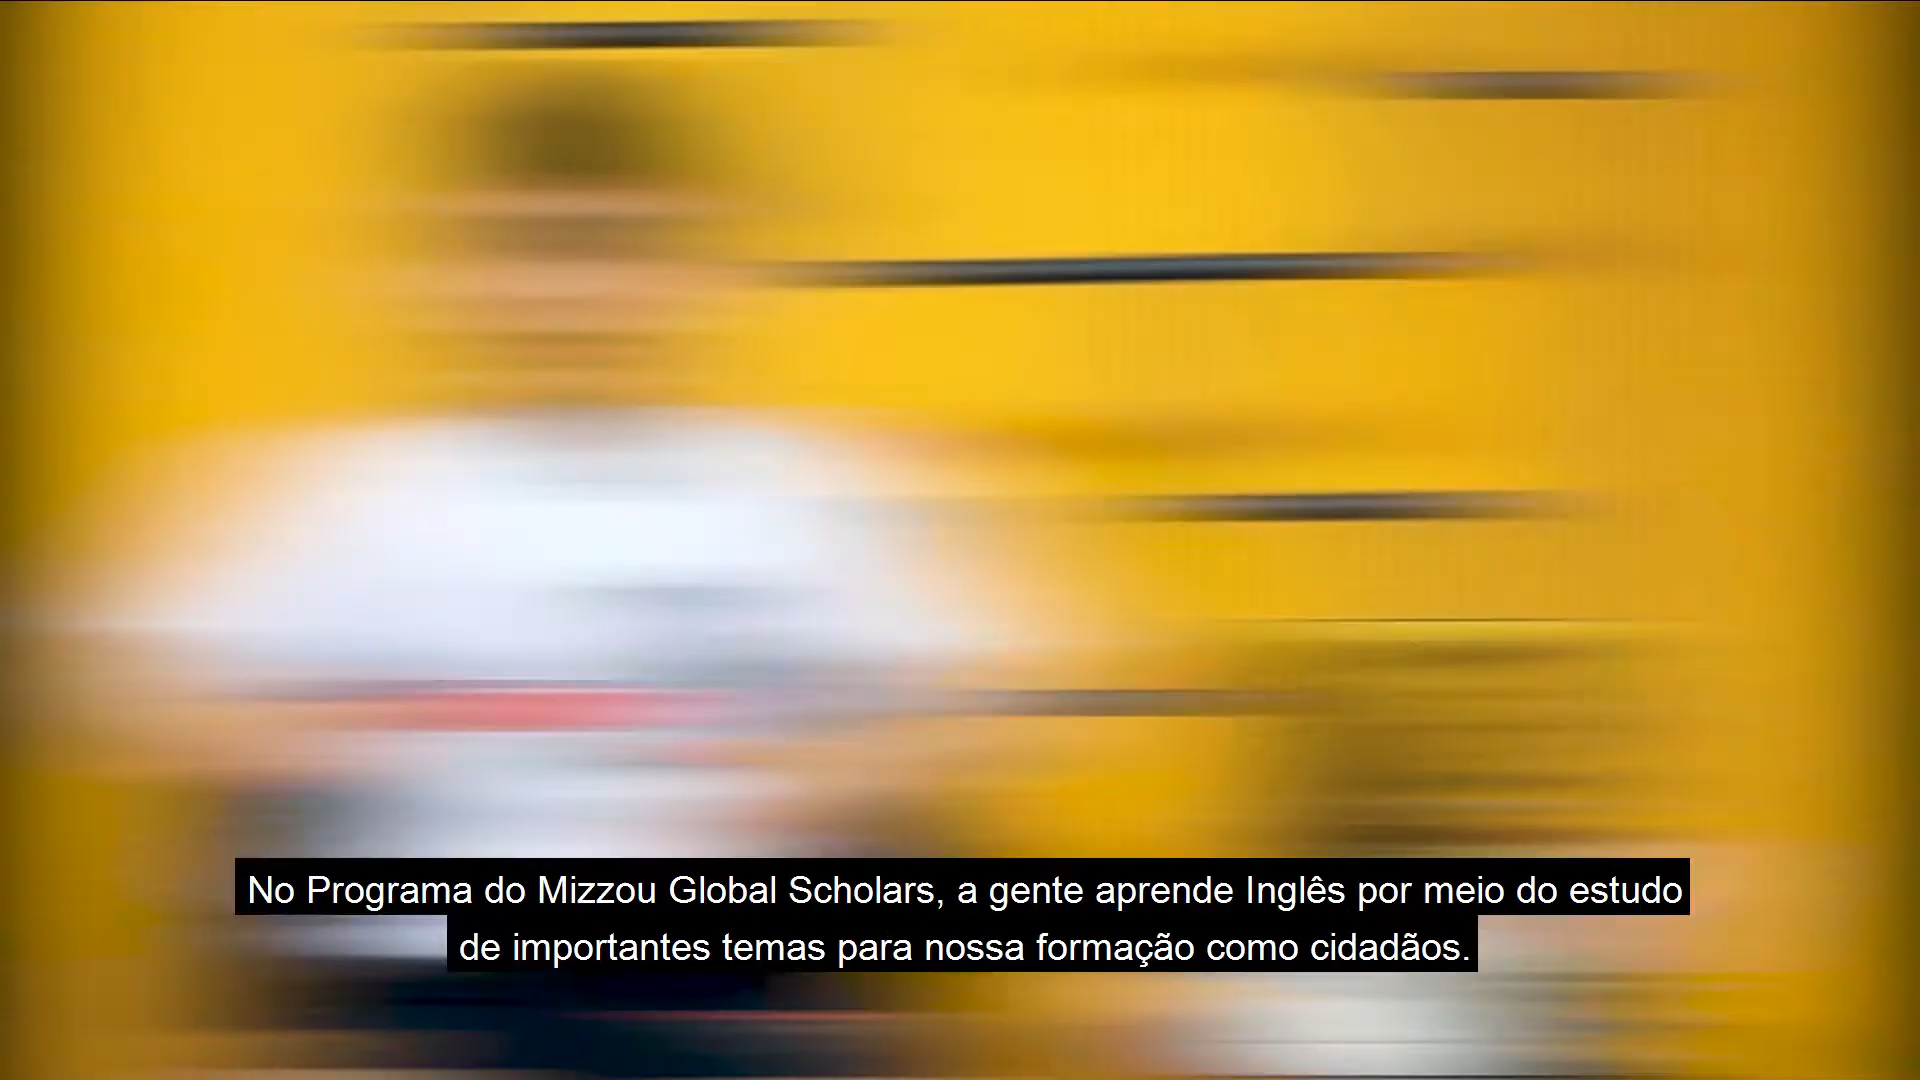 No Programa do Mizzou Global Scholars, a gente aprende Inglês por meio do estudo
de importantes temas para nossa formação como cidadãos.